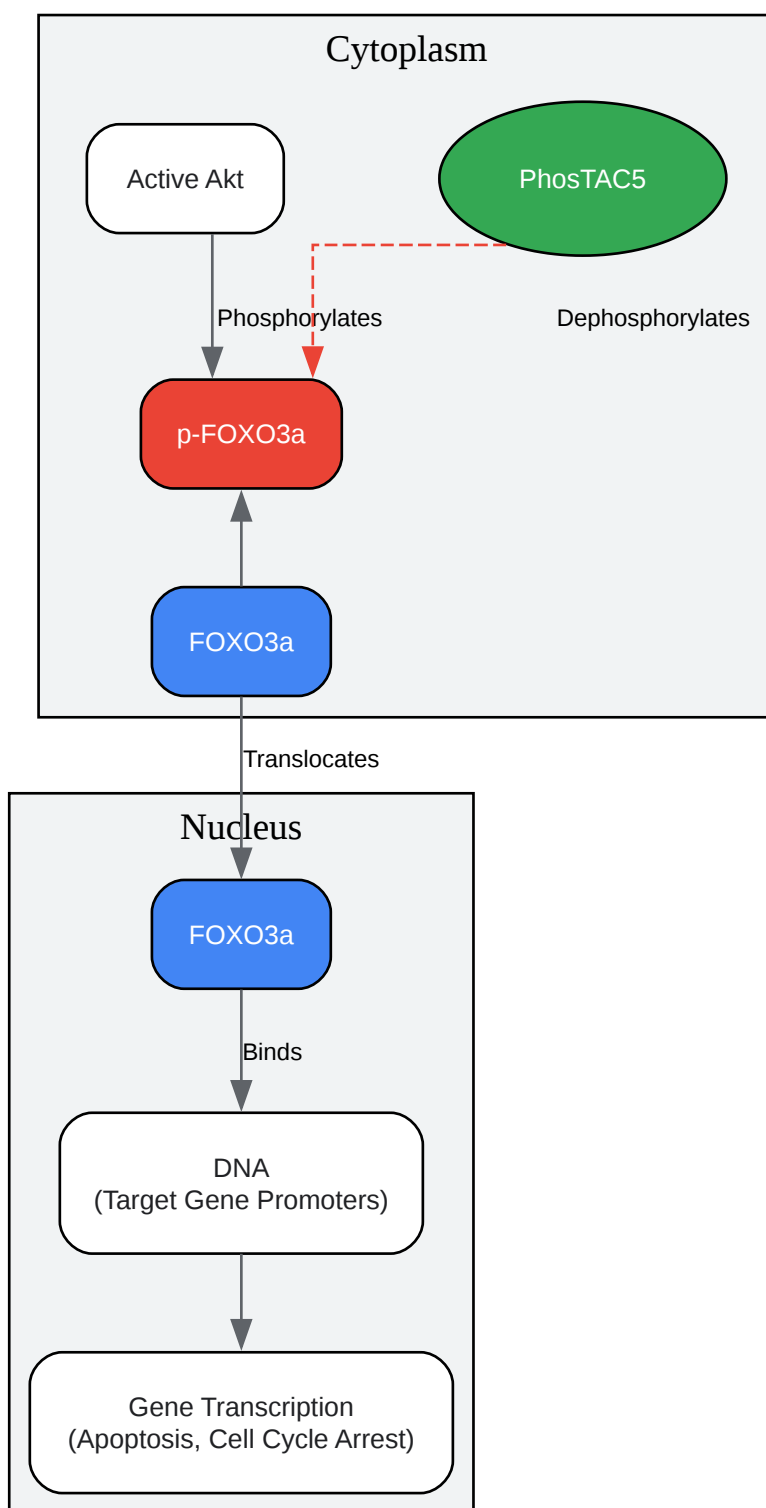 Cytoplasm
Active Akt
PhosTAC5
Phosphorylates
Dephosphorylates
p-FOXO3a
FOXO3a
Translocates
Nucleus
FOXO3a
Binds
DNA
(Target Gene Promoters)
Gene Transcription
(Apoptosis, Cell Cycle Arrest)